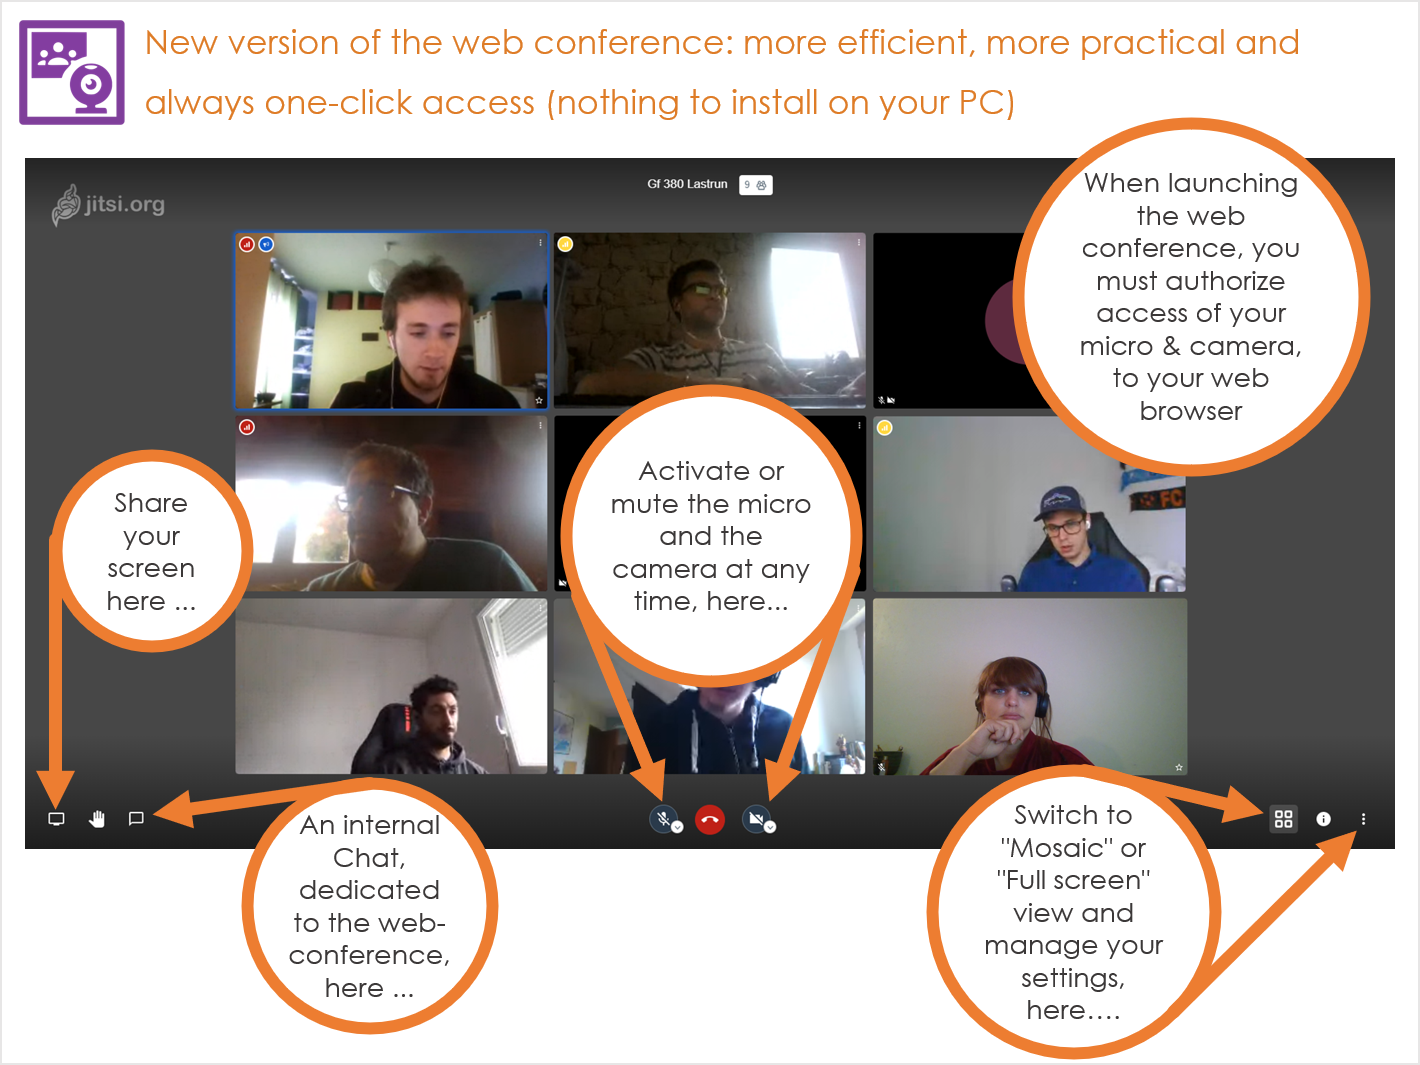 New version of the web conference: more efficient, more practical and
always one-click access (nothing to install on your PC)
jitsi.org
Gf 380 Lastrun
9
When launching
the web
conference, you
must authorize
access of your
micro & camera,
to your web
browser
Share
your
screen
here ...
Activate or
mute the micro
and the
camera at any
time, here...
FC
An internal
Chat,
dedicated
to the web-
conference,
here ...
Switch to
"Mosaic" or
"Full screen"
view and
manage your
settings,
here....